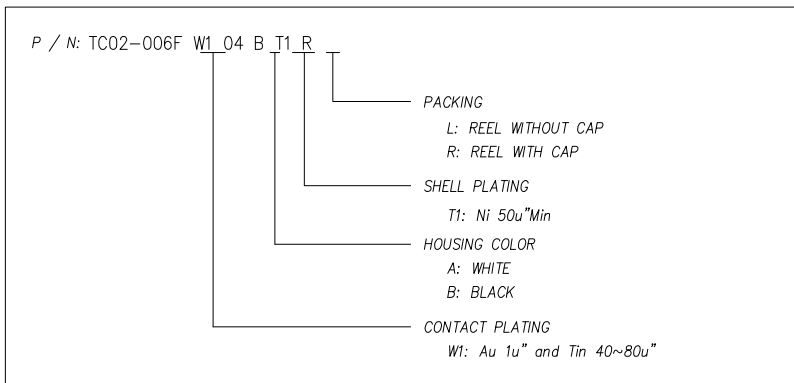 P / N: TC02-006F W1 04 B T1 R
PACKING
L: REEL WITHOUT CAP
R: REEL WITH CAP
SHELL PLATING
T1: Ni 50u"Min
HOUSING COLOR
A: WHITE
B: BLACK
CONTACT PLATING
W1: Au 1u" and Tin 40~80u"